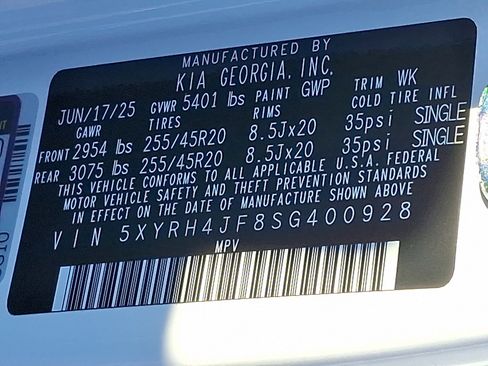 MANUFACTURED BY
KIA GEORGIA, INC.
JUN/17/25 GVWR 5401 lbs PAINT GWP TRIM WK
GAWR TIRES RIMS COLD TIRE INFL
FRONT 2954 lbs 255/45R20 8.5Jx20 35psi SINGLE
REAR 3075 lbs 255/45R20 8.5Jx20 35psi SINGLE
THIS VEHICLE CONFORMS TO ALL APPLICABLE U.S.A. FEDERAL
MOTOR VEHICLE SAFETY AND THEFT PREVENTION STANDARDS
IN EFFECT ON THE DATE OF MANUFACTURE SHOWN ABOVE
VIN 5XYRH4JF8SG400928
MPV